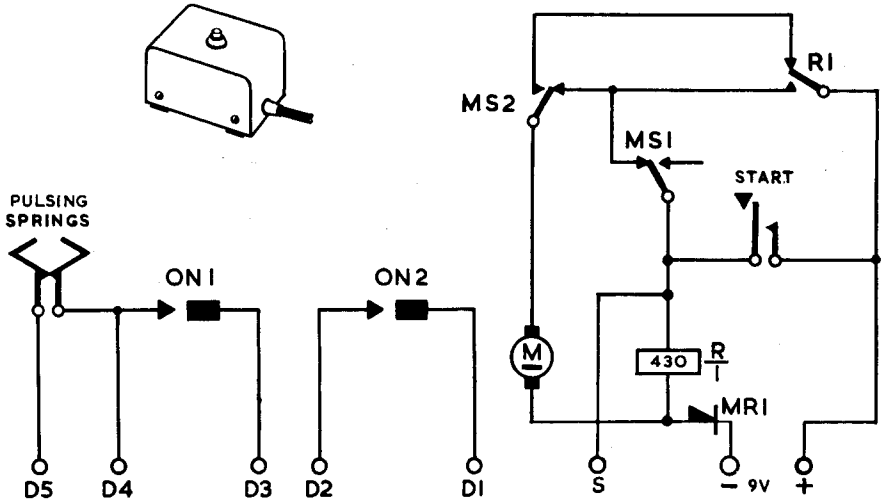 R1
MS2
MS1
START
PULSING
SPRINGS
ON1
ON2
M
430
R
1
MR1
D5
D4
D3
D2
D1
S
− 9V +